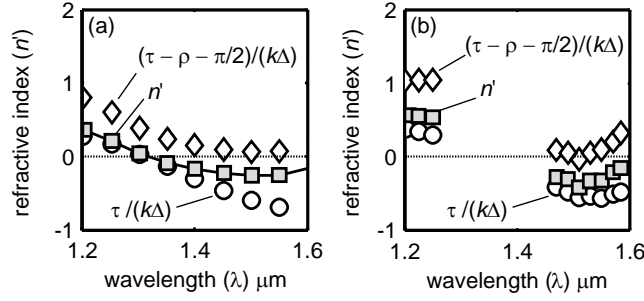 (a)
refractive index (n')
2
1
0
-1
(τ − ρ − π/2)/(kΔ)
n'
τ /(kΔ)
1.2
1.4
1.6
wavelength (λ) μm
(b)
refractive index (n')
2
1
0
-1
(τ − ρ − π/2)/(kΔ)
n'
τ /(kΔ)
1.2
1.4
1.6
wavelength (λ) μm